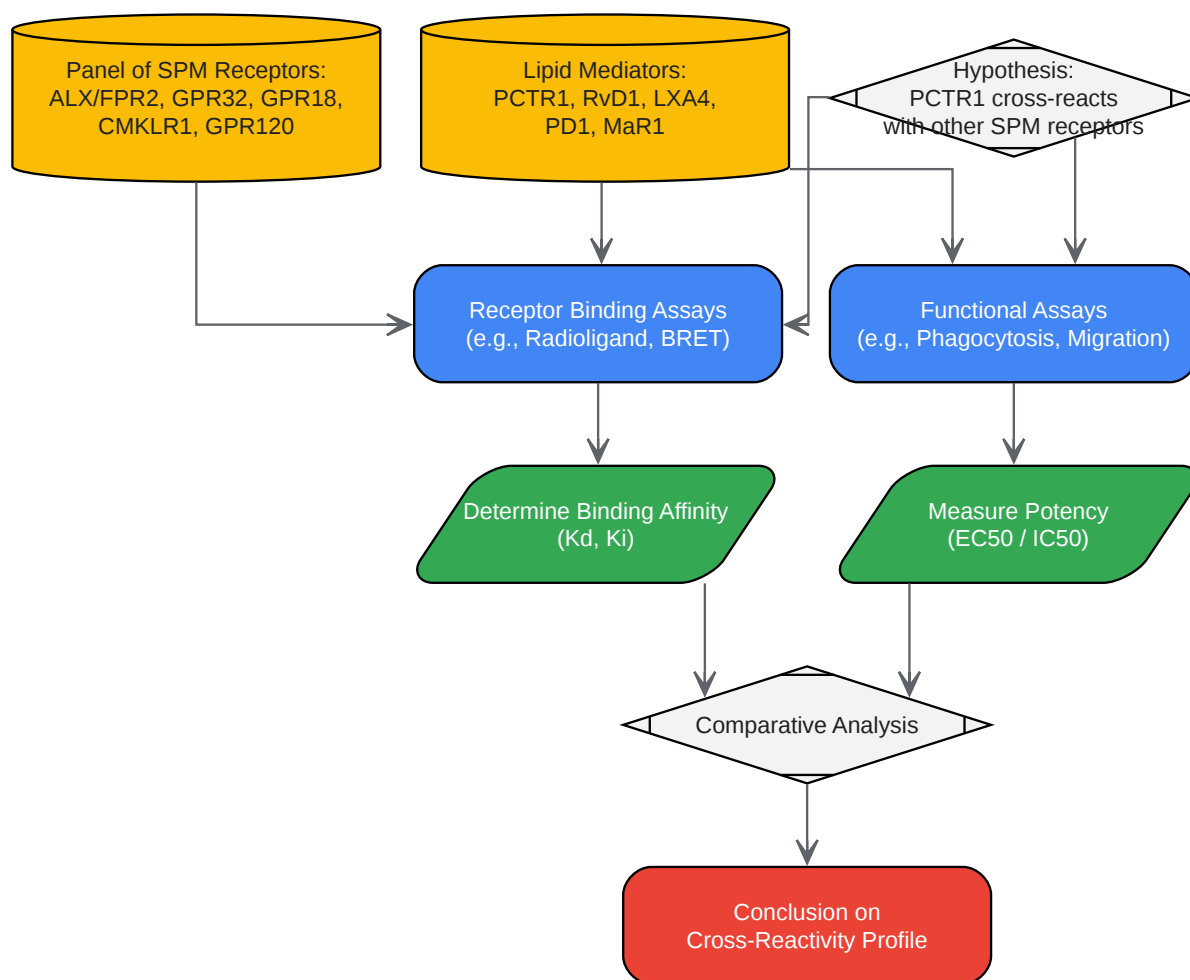 Panel of SPM Receptors:
ALX/FPR2, GPR32, GPR18,
CMKLR1, GPR120
Lipid Mediators:
PCTR1, RvD1, LXA4,
PD1, MaR1
Hypothesis:
PCTR1 cross-reacts
with other SPM receptors
Receptor Binding Assays
(e.g., Radioligand, BRET)
Functional Assays
(e.g., Phagocytosis, Migration)
Determine Binding Affinity
(Kd, Ki)
Measure Potency
(EC50 / IC50)
Comparative Analysis
Conclusion on
Cross-Reactivity Profile